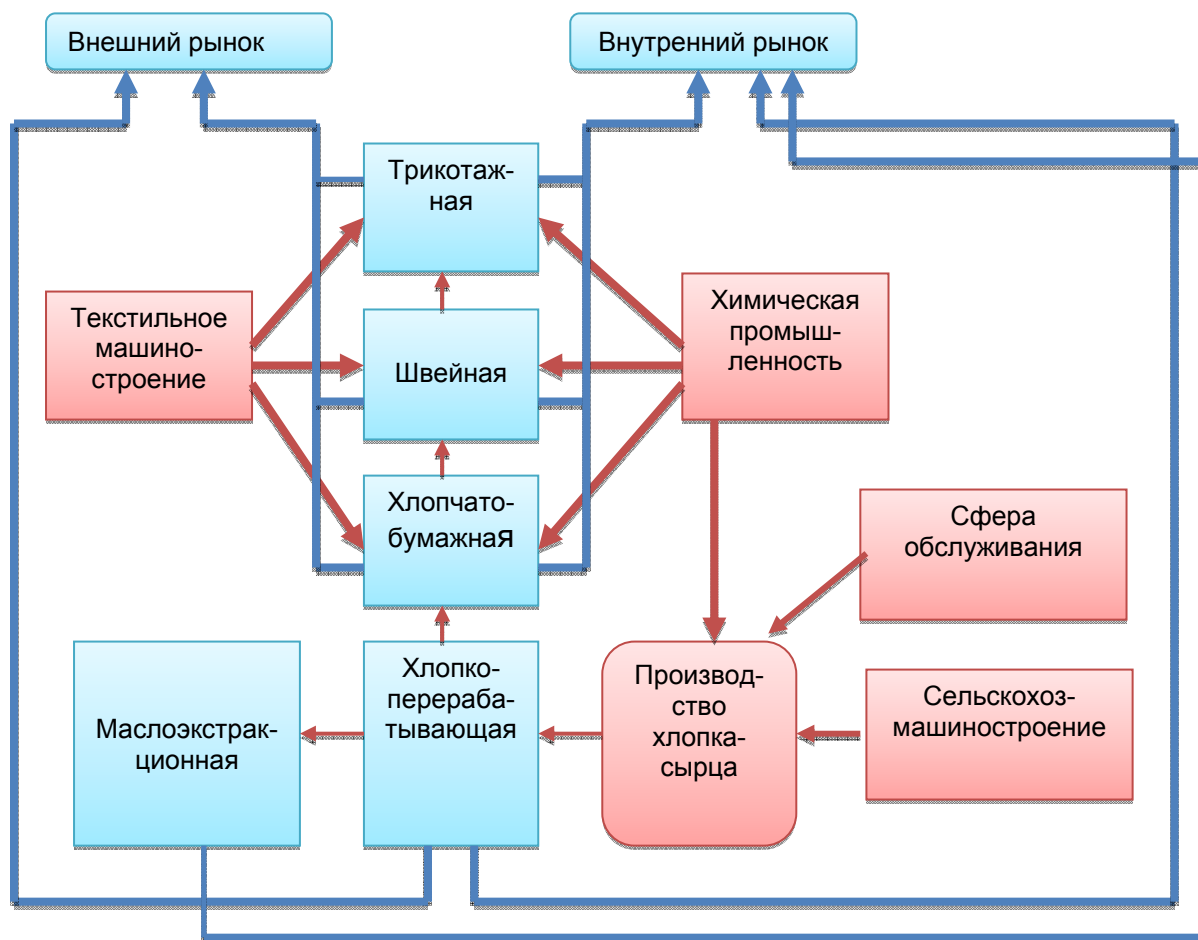 Внешний рынок
Внутренний рынок
Трикотаж-
ная
Текстильное
машино-
строение
Швейная
Химическая
промыш-
ленность
Хлопчато-
бумажная
Сфера
обслуживания
Маслоэкстрак-
ционная
Хлопко-
перераба-
тывающая
Производ-
ство
хлопка-
сырца
Сельскохоз-
машиностроение